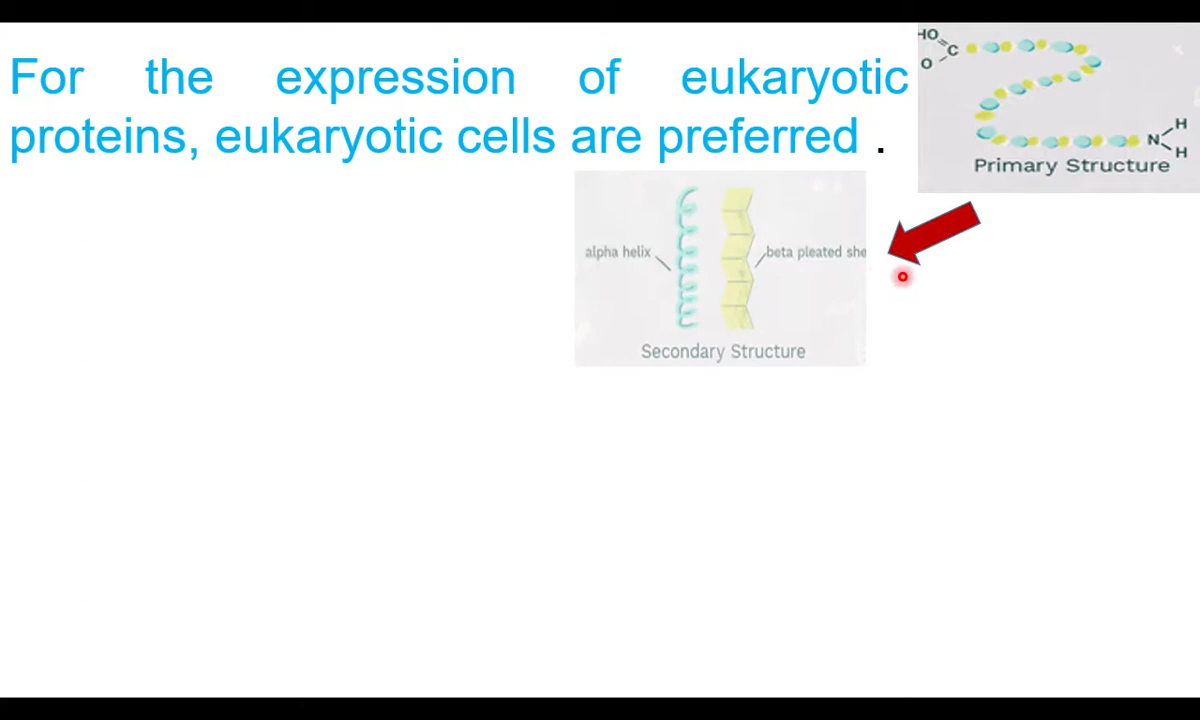 For the expression of eukaryotic
proteins, eukaryotic cells are preferred .
HO
C
O
N
H
H
Primary Structure
alpha helix
beta pleated she
Secondary Structure